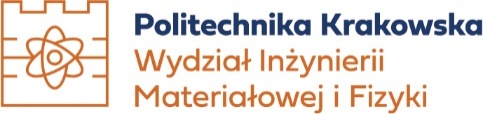 Politechnika Krakowska
Wydział Inżynierii
Materiałowej i Fizyki